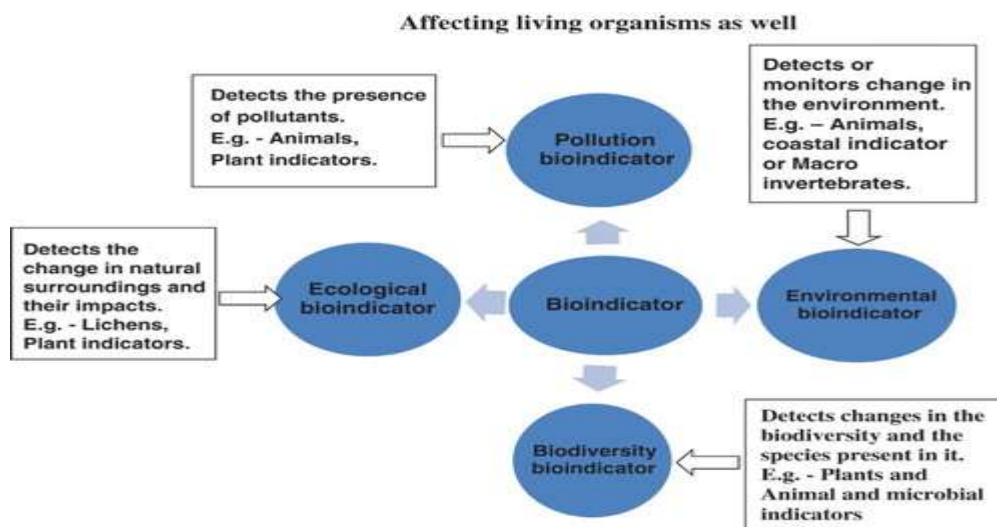 Affecting living organisms as well
Detects the presence
of pollutants.
E.g. - Animals,
Plant indicators.
Pollution
bioindicator
Detects or
monitors change in
the environment.
E.g. – Animals,
coastal indicator
or Macro
invertebrates.
Detects the
change in natural
surroundings and
their impacts.
E.g. - Lichens,
Plant indicators.
Ecological
bioindicator
Bioindicator
Environmental
bioindicator
Biodiversity
bioindicator
Detects changes in the
biodiversity and the
species present in it.
E.g. - Plants and
Animal and microbial
indicators